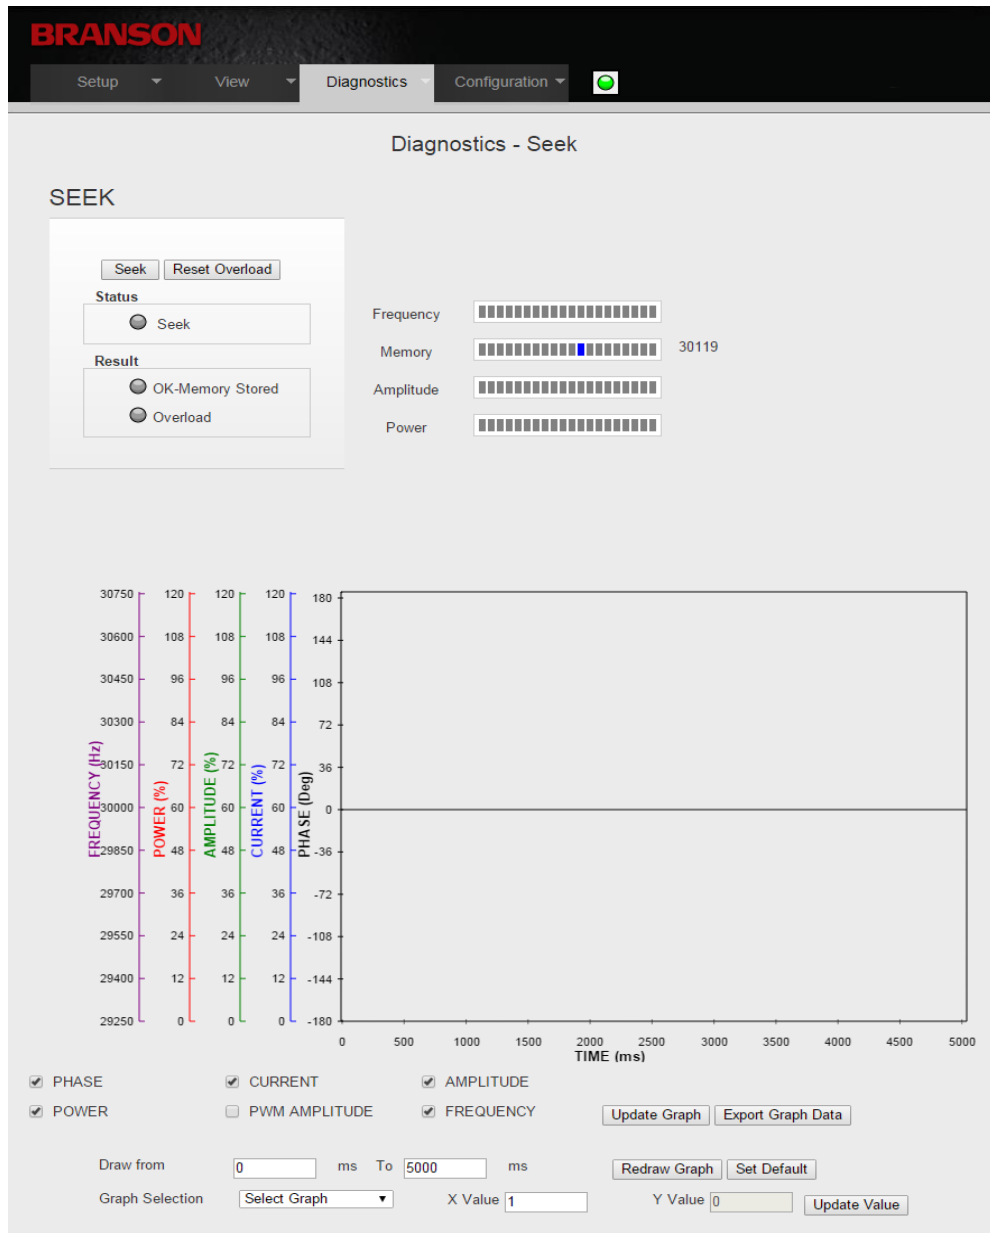 BRANSON
Setup View Diagnostics Configuration
Diagnostics - Seek
SEEK
Seek Reset Overload
Status
Seek
Result
OK-Memory Stored
Overload
Frequency
Memory 30119
Amplitude
Power
30750 120 120 120 180
30600 108 108 108 144
30450 96 96 96 108
30300 84 84 84 72
30150 72 72 72 36
30000 60 60 60 0
29850 48 48 48 -36
29700 36 36 36 -72
29550 24 24 24 -108
29400 12 12 12 -144
29250 0 0 0 -180
FREQUENCY (Hz)
POWER (%)
AMPLITUDE (%)
CURRENT (%)
PHASE (Deg)
0 500 1000 1500 2000 2500 3000 3500 4000 4500 5000
TIME (ms)
PHASE CURRENT AMPLITUDE
POWER PWM AMPLITUDE FREQUENCY Update Graph Export Graph Data
Draw from 0 ms To 5000 ms Redraw Graph Set Default
Graph Selection Select Graph X Value 1 Y Value 0 Update Value